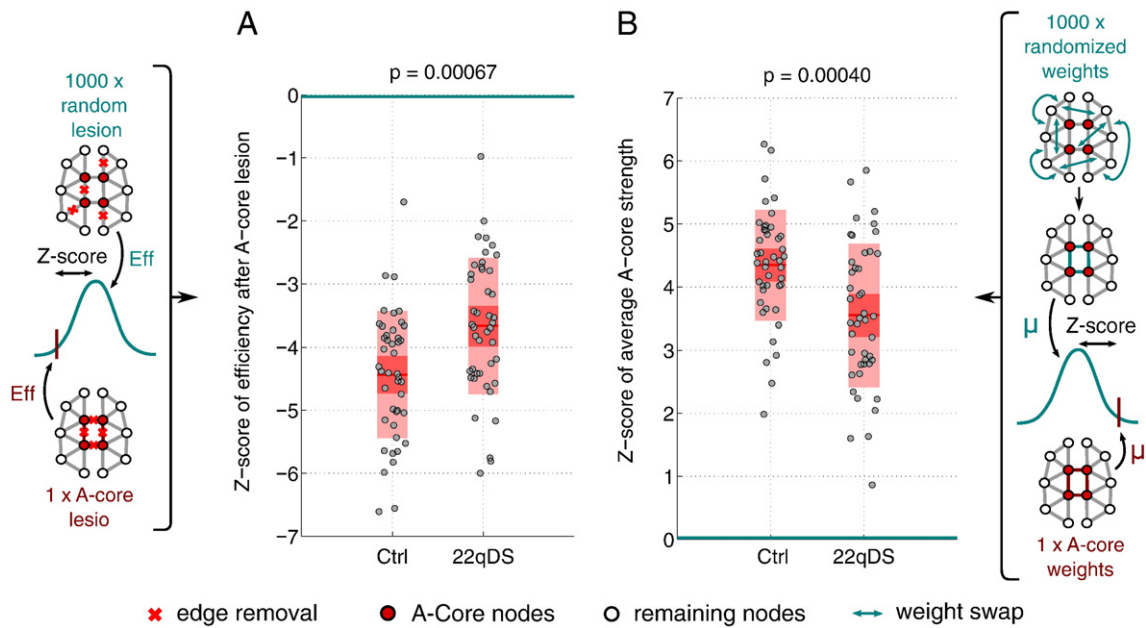 A
B
1000 x
random
lesion
Z-score
Eff
Eff
1 x A-core
lesio
p = 0.00067
Z−score of efficiency after A−core lesion
0
−1
−2
−3
−4
−5
−6
−7
Ctrl
22qDS
p = 0.00040
Z−score of average A−core strength
7
6
5
4
3
2
1
0
Ctrl
22qDS
1000 x
randomized
weights
μ
Z-score
μ
1 x A-core
weights
edge removal
A-Core nodes
remaining nodes
weight swap